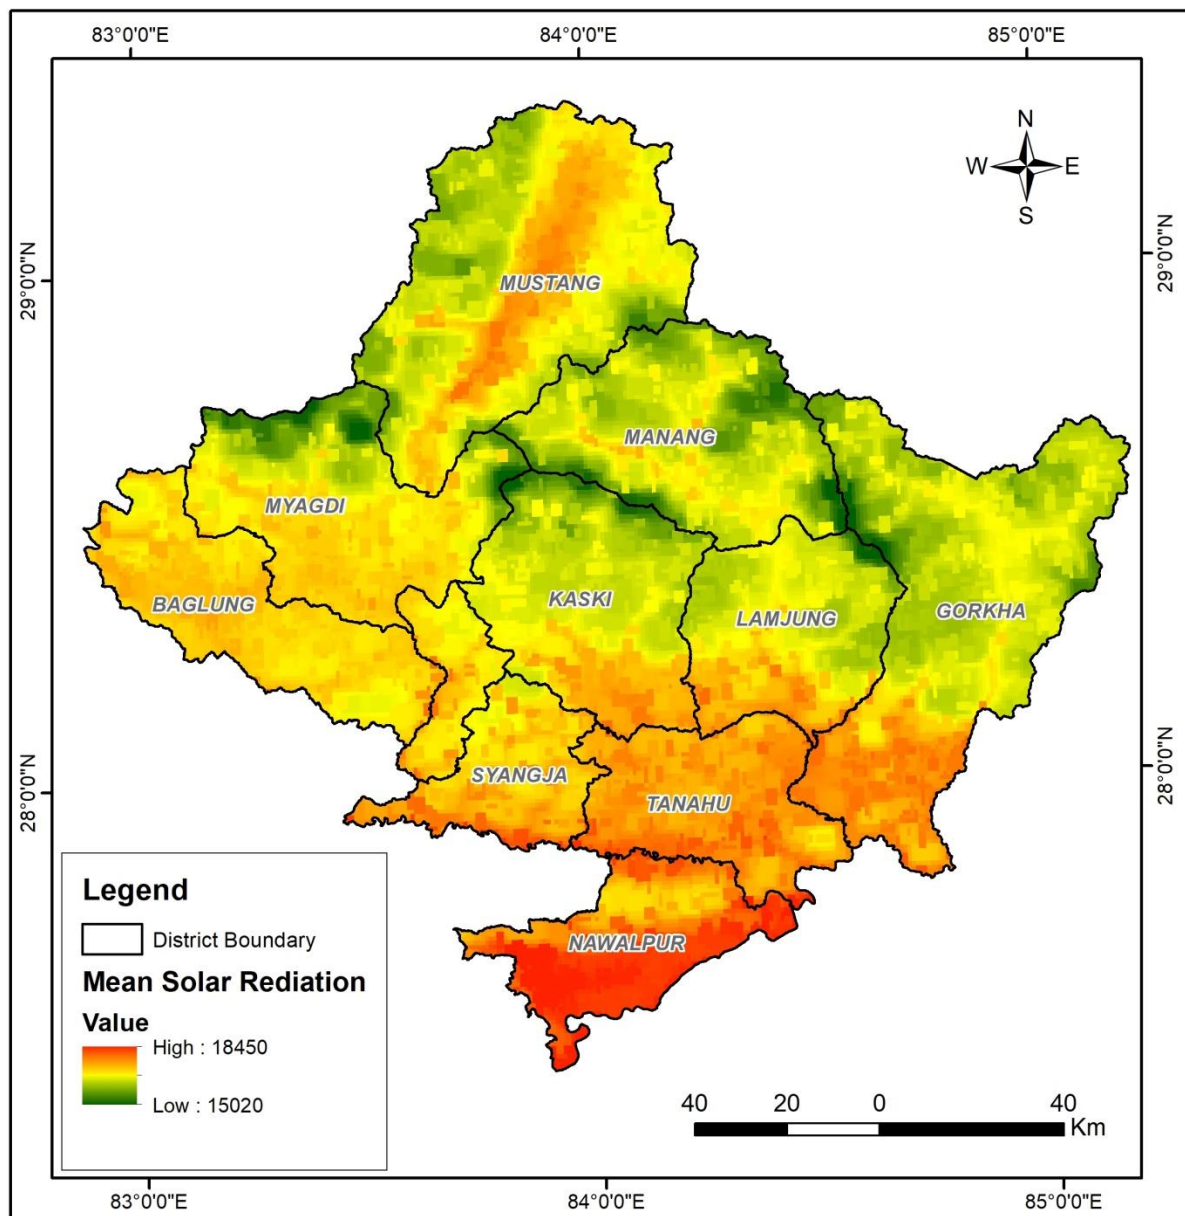 83°0'0"E 84°0'0"E 85°0'0"E
N
W E
S
29°0'0"N 29°0'0"N
MUSTANG
MANANG
MYAGDI
BAGLUNG KASKI LAMJUNG GORKHA
28°0'0"N 28°0'0"N
SYANGJA TANAHU
NAWALPUR
Legend
District Boundary
Mean Solar Rediation
Value
High : 18450
Low : 15020
40 20 0 40
Km
83°0'0"E 84°0'0"E 85°0'0"E